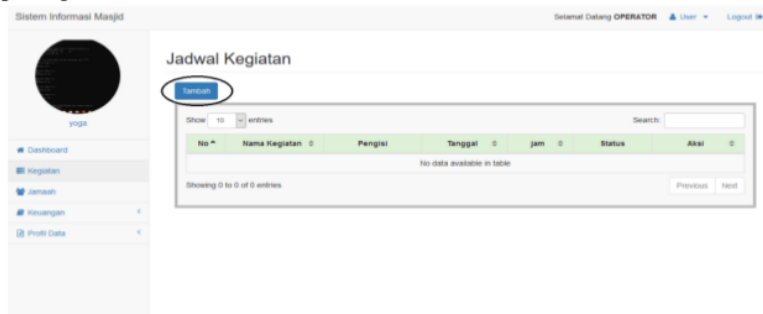 Sistem Informasi Masjid
Selamat Datang OPERATOR User Logout
yoga
Dashboard
Kegiatan
Jamaah
Keuangan
Profil Data
Jadwal Kegiatan
Tambah
Show 10 entries
Search:
No Nama Kegiatan Pengisi Tanggal jam Status Aksi
No data available in table
Showing 0 to 0 of 0 entries
Previous Next